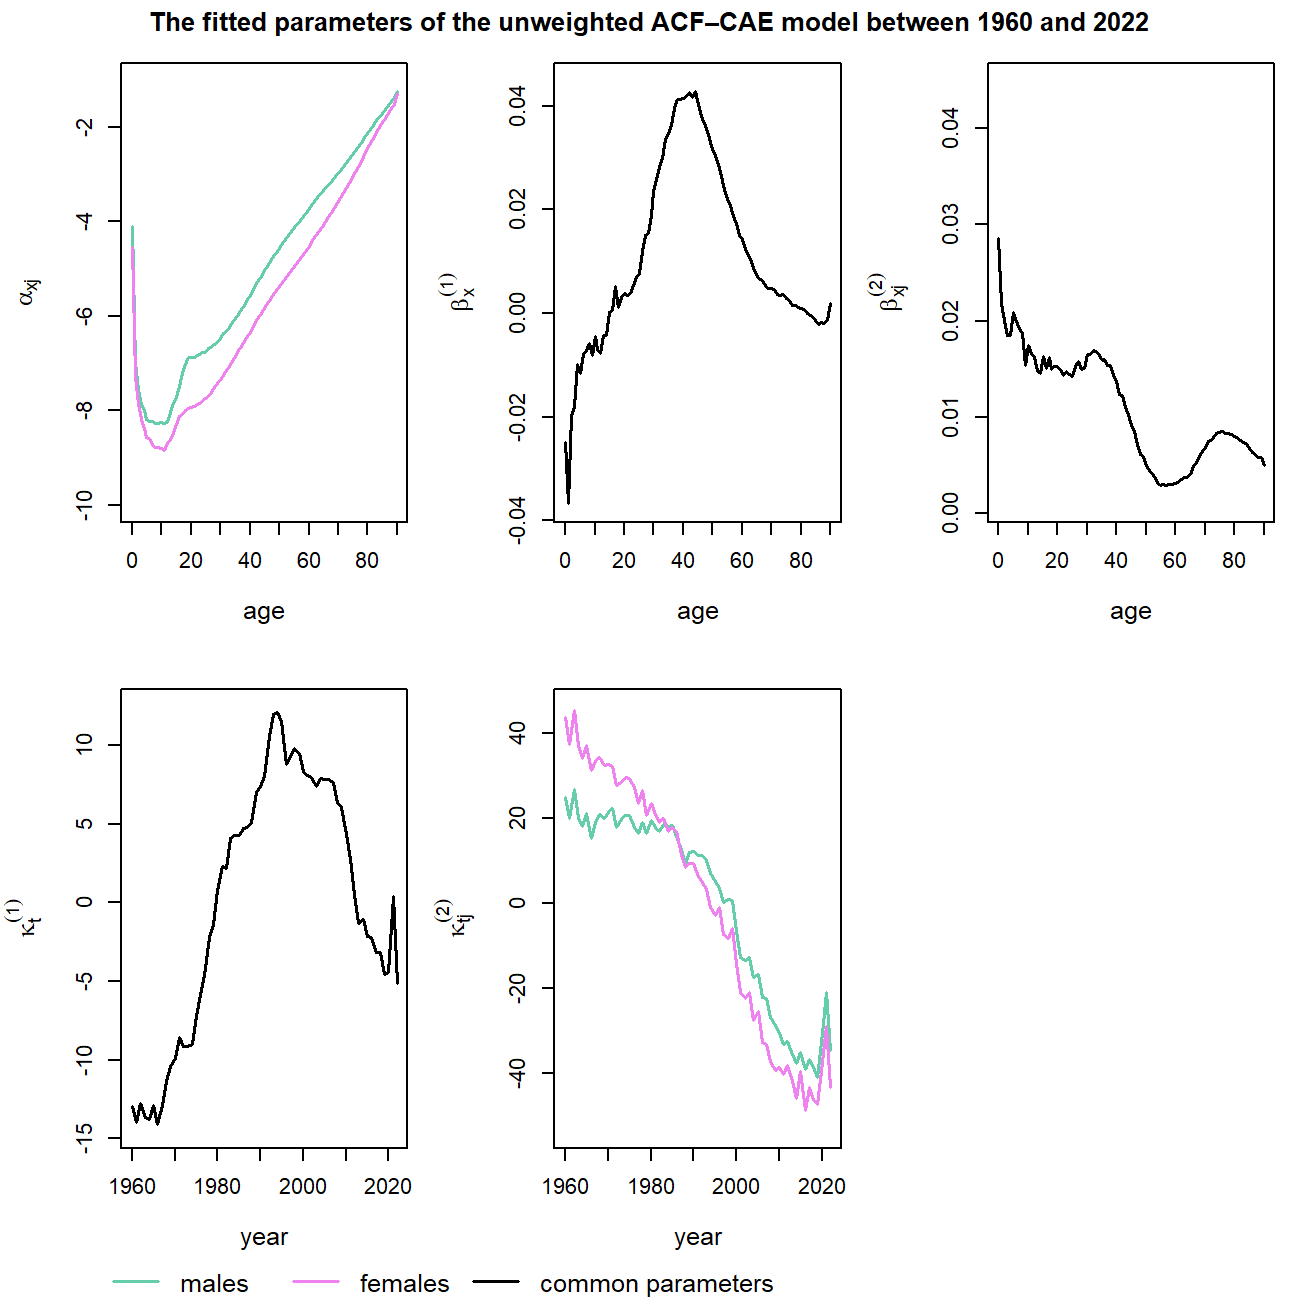 The fitted parameters of the unweighted ACF–CAE model between 1960 and 2022
αxj
-2
-4
-6
-8
-10
0 20 40 60 80
age
βx(1)
0.04
0.02
0.00
-0.02
-0.04
0 20 40 60 80
age
βxj(2)
0.04
0.03
0.02
0.01
0.00
0 20 40 60 80
age
κt(1)
10
5
0
-5
-10
-15
1960 1980 2000 2020
year
κtj(2)
40
20
0
-20
-40
1960 1980 2000 2020
year
males females common parameters